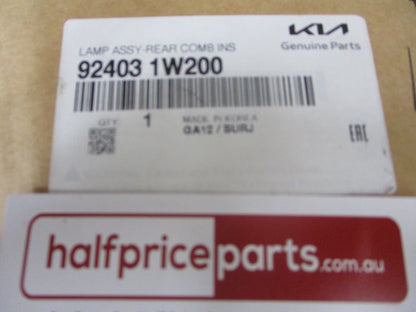 LAMP ASSY-REAR COMB INS
KIA
Genuine Parts
92403 1W200
QTY: 1
MADE IN KOREA
GA12 / BURJ
EAC
halfpriceparts.com.au